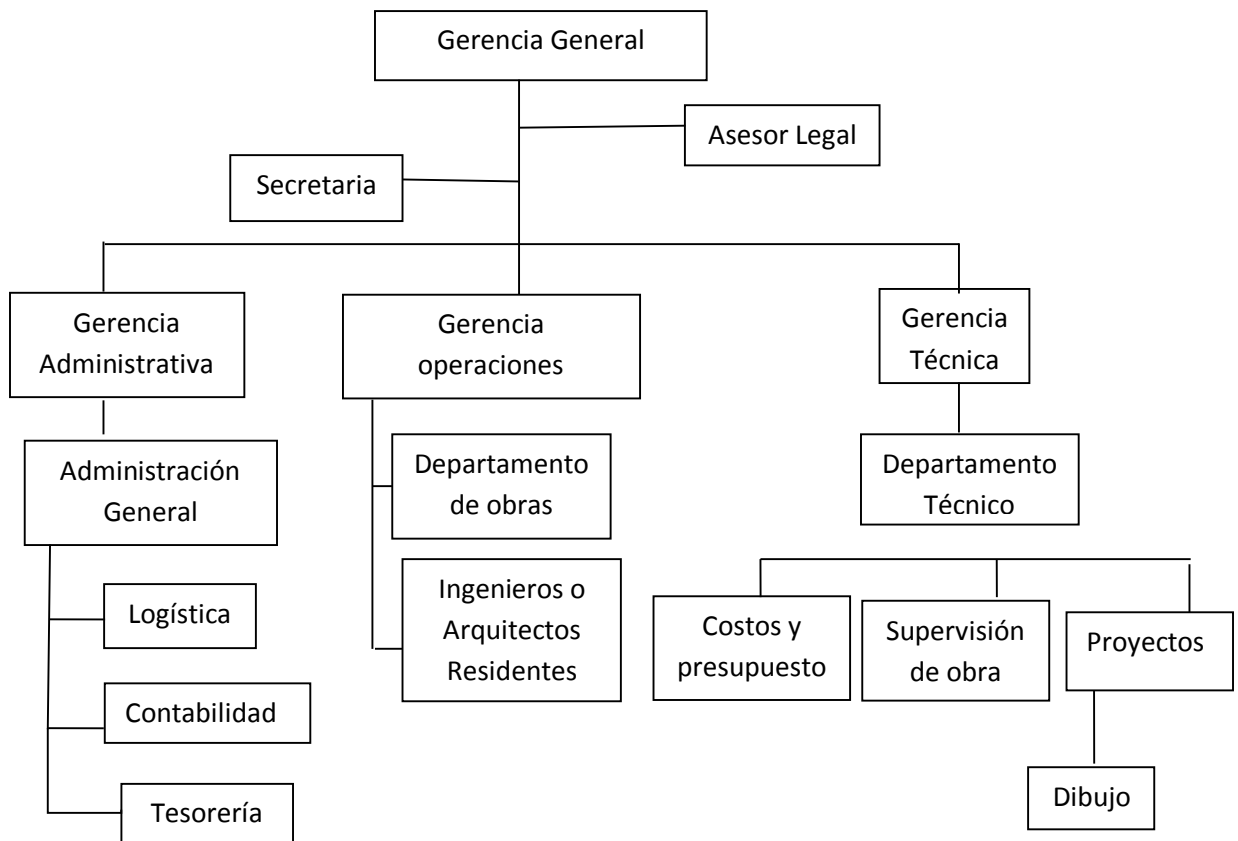 Gerencia General
Asesor Legal
Secretaria
Gerencia
Administrativa
Gerencia
operaciones
Gerencia
Técnica
Administración
General
Departamento
de obras
Departamento
Técnico
Logística
Ingenieros o
Arquitectos
Residentes
Costos y
presupuesto
Supervisión
de obra
Proyectos
Contabilidad
Tesorería
Dibujo